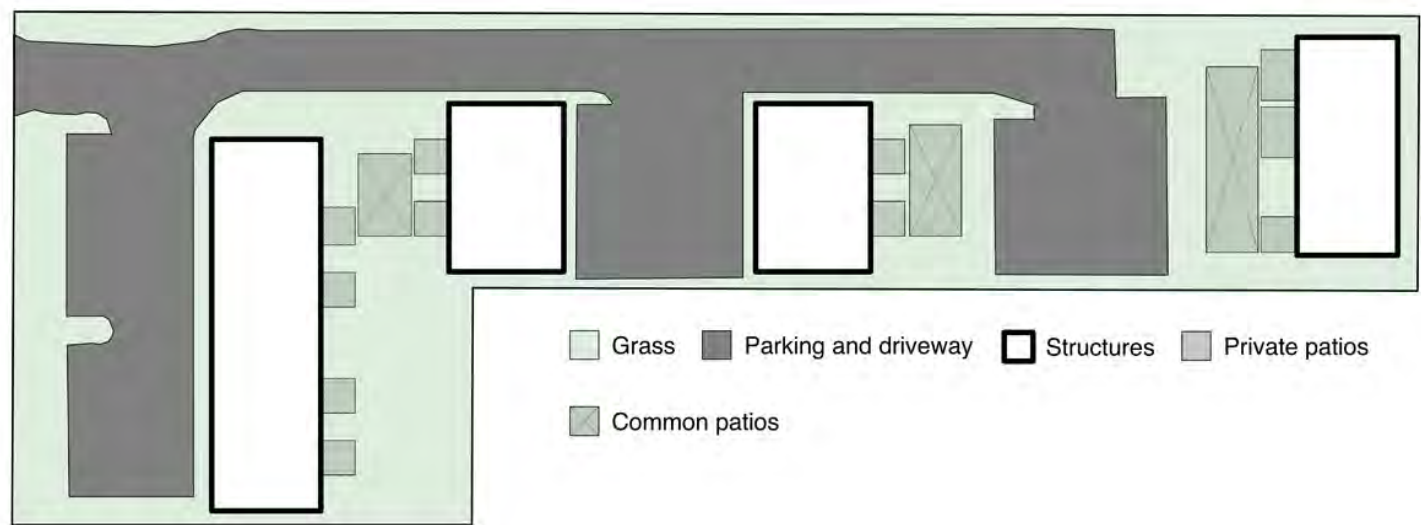 Grass Parking and driveway Structures Private patios
Common patios